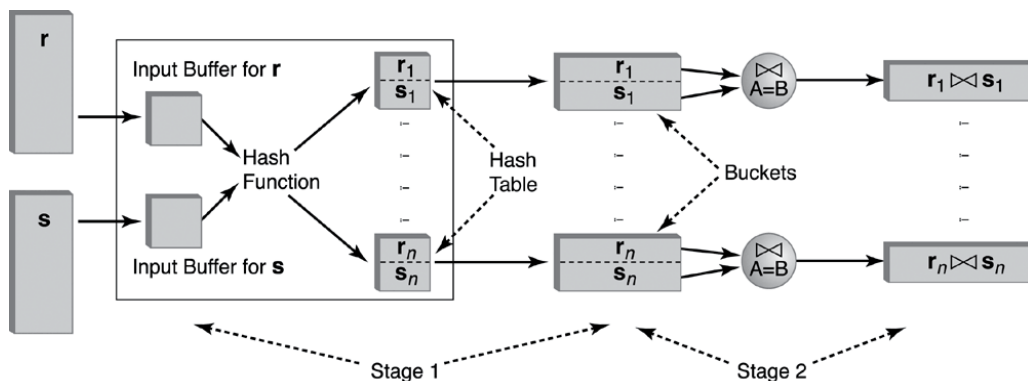 r
Input Buffer for r
Hash
Function
Input Buffer for s
s
r1
s1
rn
sn
Hash
Table
r1
s1
rn
sn
Buckets
⋈
A=B
⋈
A=B
r1 ⋈ s1
rn ⋈ sn
Stage 1
Stage 2